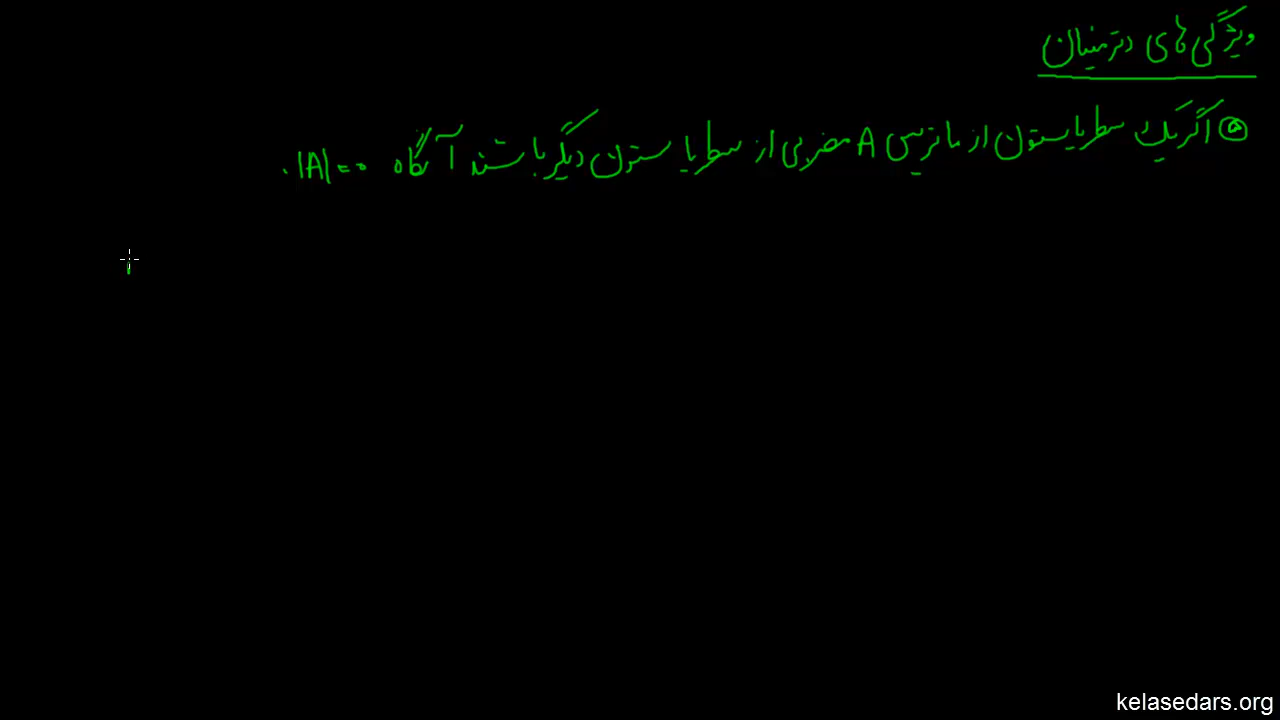 ویژگی‌های دترمینان
۵ اگر یک سطر یا ستون از ماتریس A مضربی از سطر یا ستون دیگر باشند آنگاه |A|=۰.
kelasedars.org